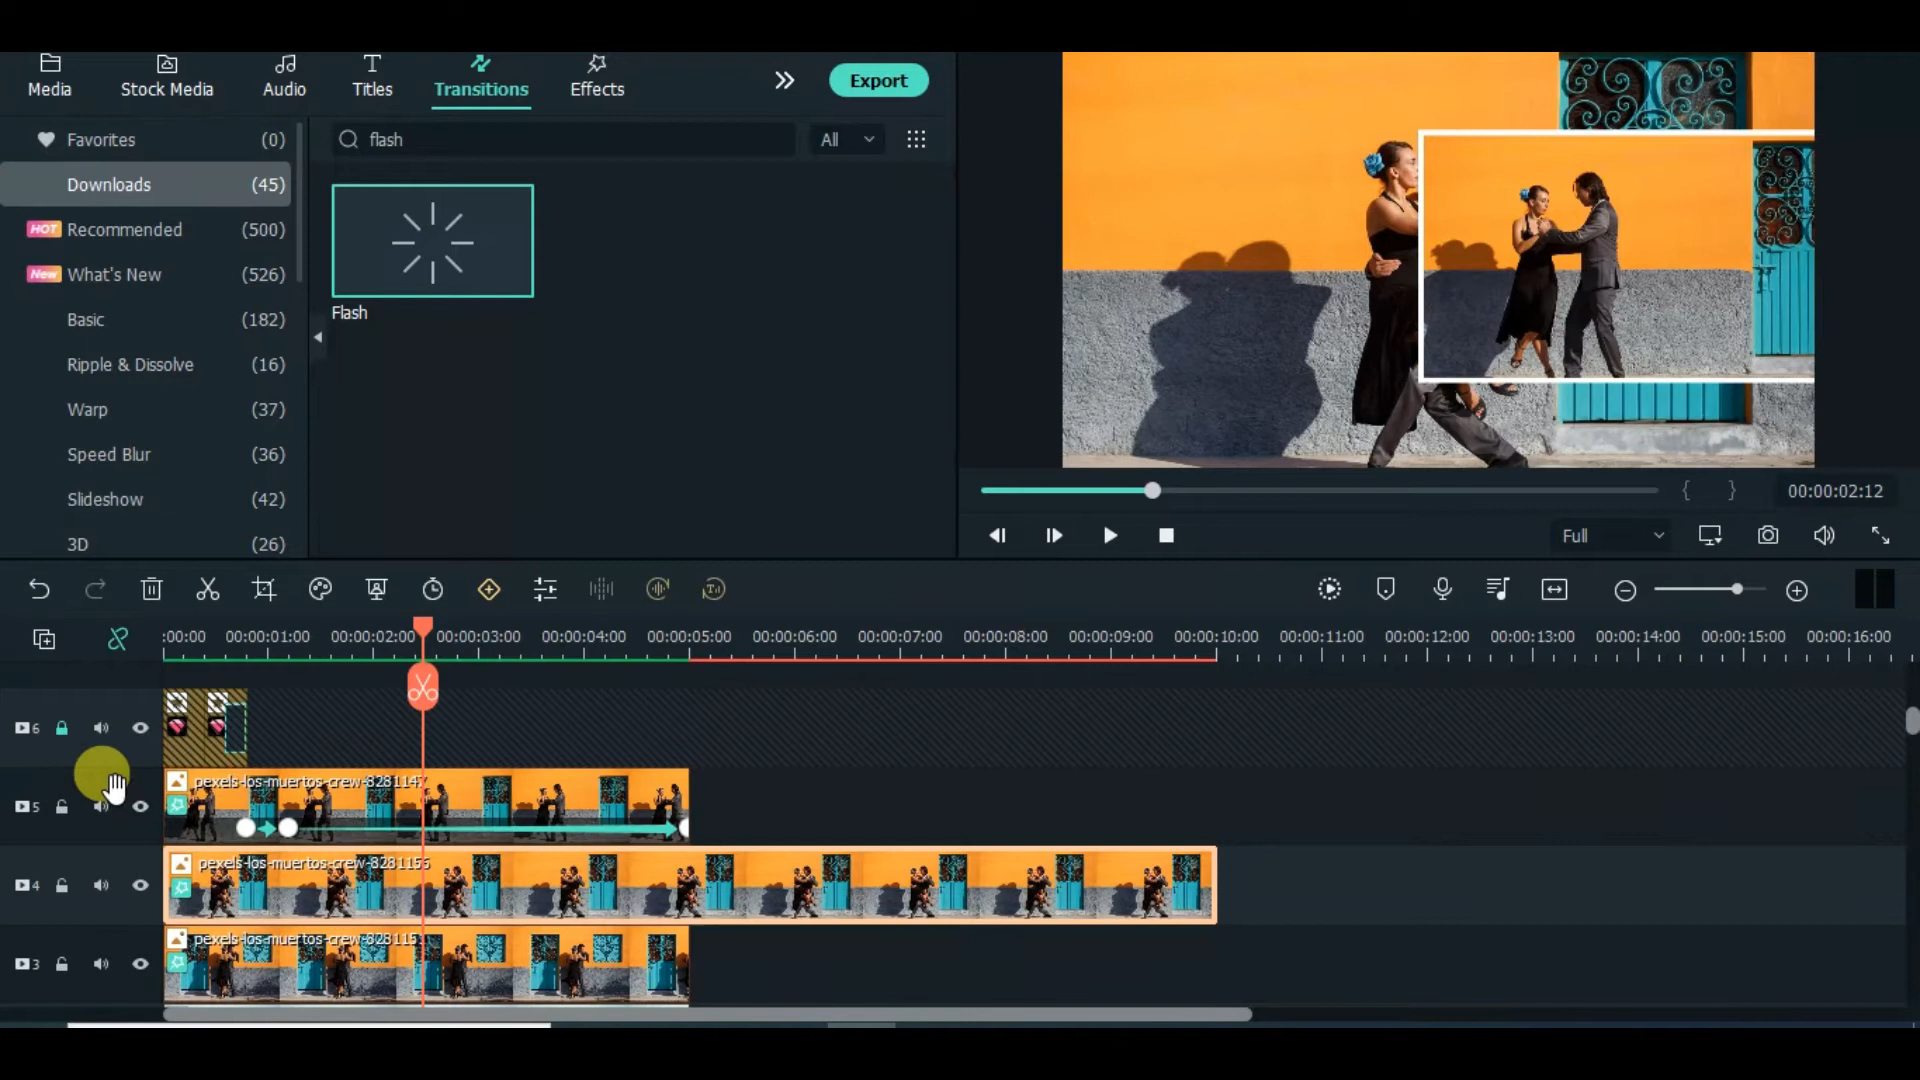 Media
Stock Media
Audio
Titles
Transitions
Effects
Export
Favorites (0)
Downloads (45)
HOT Recommended (500)
New What's New (526)
Basic (182)
Ripple & Dissolve (16)
Warp (37)
Speed Blur (36)
Slideshow (42)
3D (26)
flash
All
Flash
{ } 00:00:02:12
Full
:00:00 00:00:01:00 00:00:02:00 00:00:03:00 00:00:04:00 00:00:05:00 00:00:06:00 00:00:07:00 00:00:08:00 00:00:09:00 00:00:10:00 00:00:11:00 00:00:12:00 00:00:13:00 00:00:14:00 00:00:15:00 00:00:16:00
6
pexels-los-muertos-crew-8281147
5
pexels-los-muertos-crew-8281155
4
pexels-los-muertos-crew-828115
3